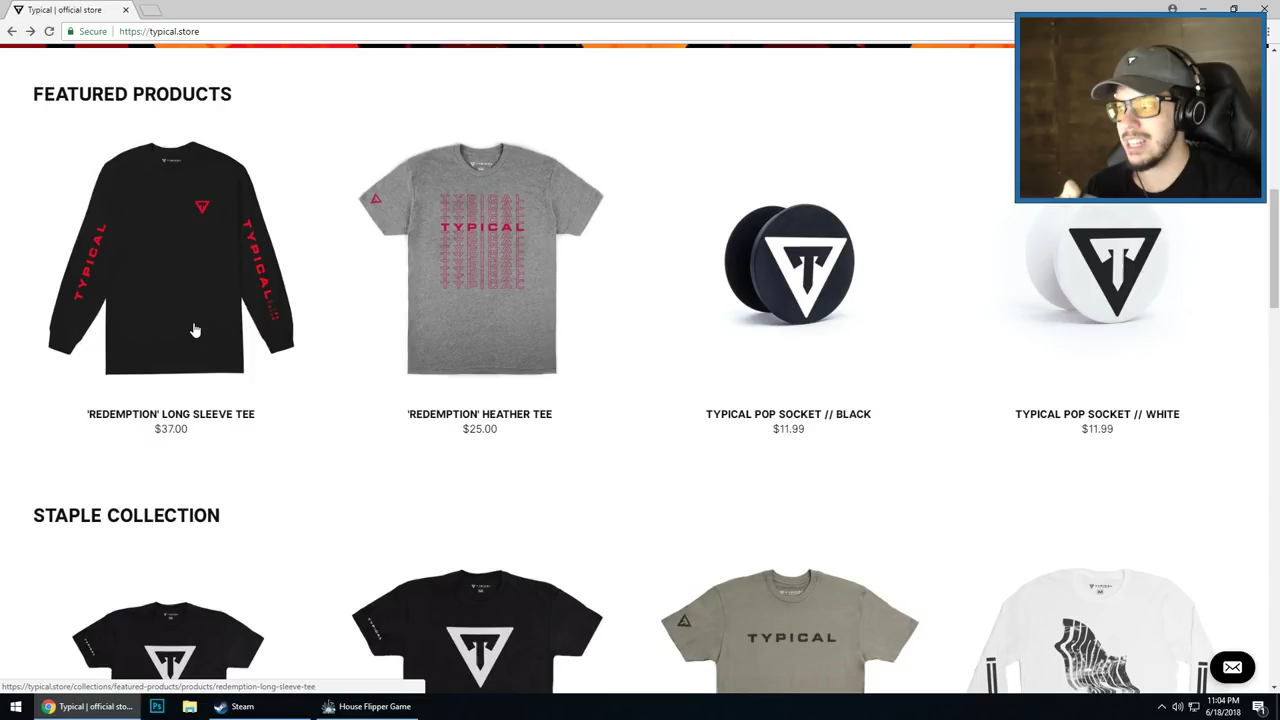 Typical | official store
Secure https://typical.store
FEATURED PRODUCTS
TYPICAL
TYPICAL
TYPICAL
'REDEMPTION' LONG SLEEVE TEE
$37.00
'REDEMPTION' HEATHER TEE
$25.00
TYPICAL POP SOCKET // BLACK
$11.99
TYPICAL POP SOCKET // WHITE
$11.99
STAPLE COLLECTION
TYPICAL
https://typical.store/collections/featured-products/products/redemption-long-sleeve-tee
Typical | official sto...
Ps
Steam
House Flipper Game
11:04 PM
6/18/2018